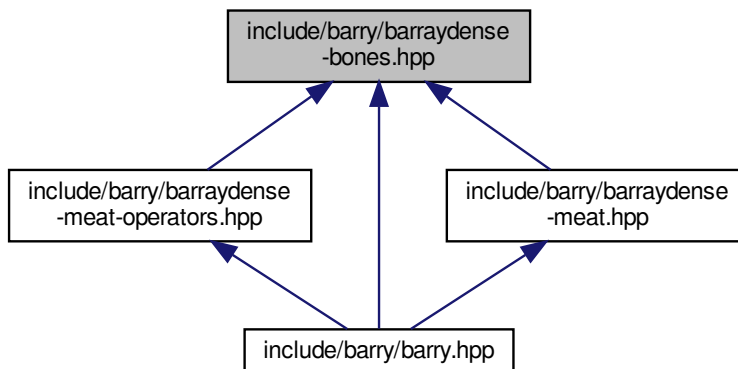 include/barry/barraydense
-bones.hpp
include/barry/barraydense
-meat-operators.hpp
include/barry/barraydense
-meat.hpp
include/barry/barry.hpp